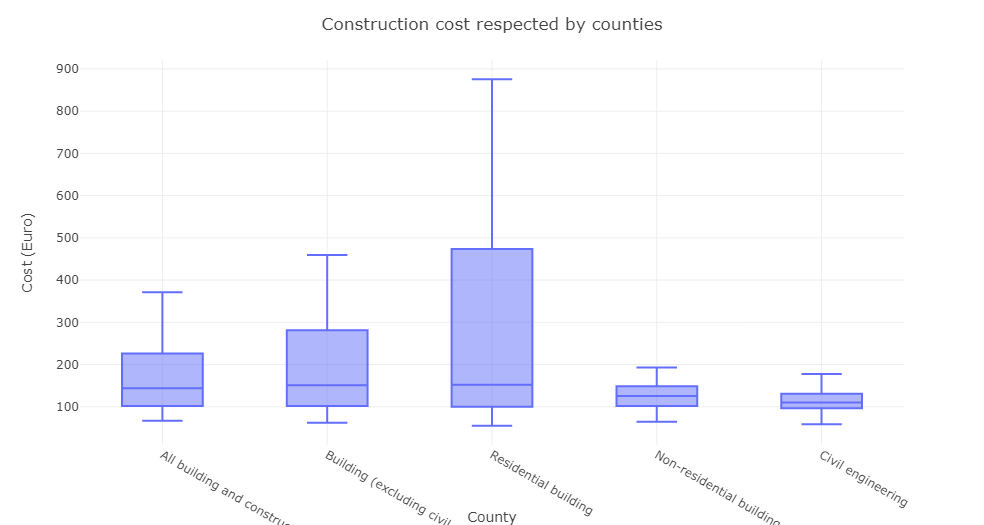 Construction cost respected by counties
900
800
700
600
500
400
300
200
100
Cost (Euro)
All building and constru
Building (excluding civil
Residential building
Non-residential building
Civil engineering
County